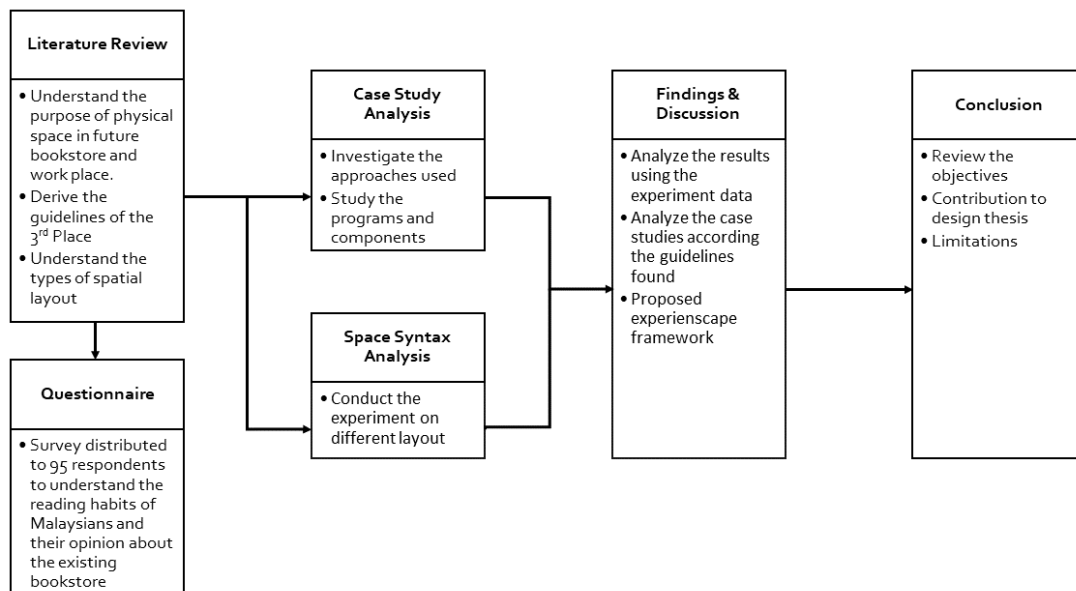 Literature Review
• Understand the
purpose of physical
space in future
bookstore and
work place.
• Derive the
guidelines of the
3rd Place
• Understand the
types of spatial
layout
Questionnaire
• Survey distributed
to 95 respondents
to understand the
reading habits of
Malaysians and
their opinion about
the existing
bookstore
Case Study
Analysis
• Investigate the
approaches used
• Study the
programs and
components
Space Syntax
Analysis
• Conduct the
experiment on
different layout
Findings &
Discussion
• Analyze the results
using the
experiment data
• Analyze the case
studies according
the guidelines
found
• Proposed
experienscape
framework
Conclusion
• Review the
objectives
• Contribution to
design thesis
• Limitations